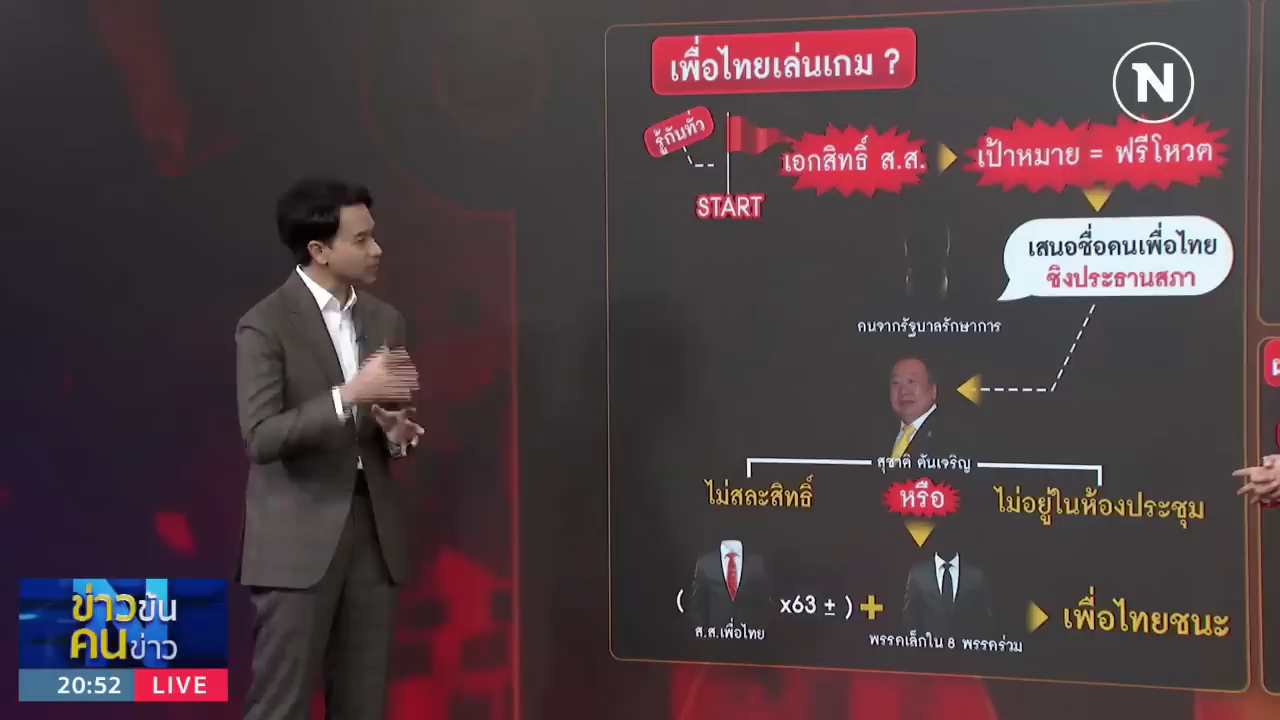 เพื่อไทยเล่นเกม ?
N
รู้กันทั่ว
START
เอกสิทธิ์ ส.ส.
เป้าหมาย = ฟรีโหวต
เสนอชื่อคนเพื่อไทย
ชิงประธานสภา
คนจากรัฐบาลรักษาการ
สุชาติ ตันเจริญ
ไม่สละสิทธิ์
หรือ
ไม่อยู่ในห้องประชุม
( x63 ± ) +
ส.ส.เพื่อไทย
พรรคเล็กใน 8 พรรคร่วม
เพื่อไทยชนะ
ข่าวข้น
คนข่าว
20:52 LIVE